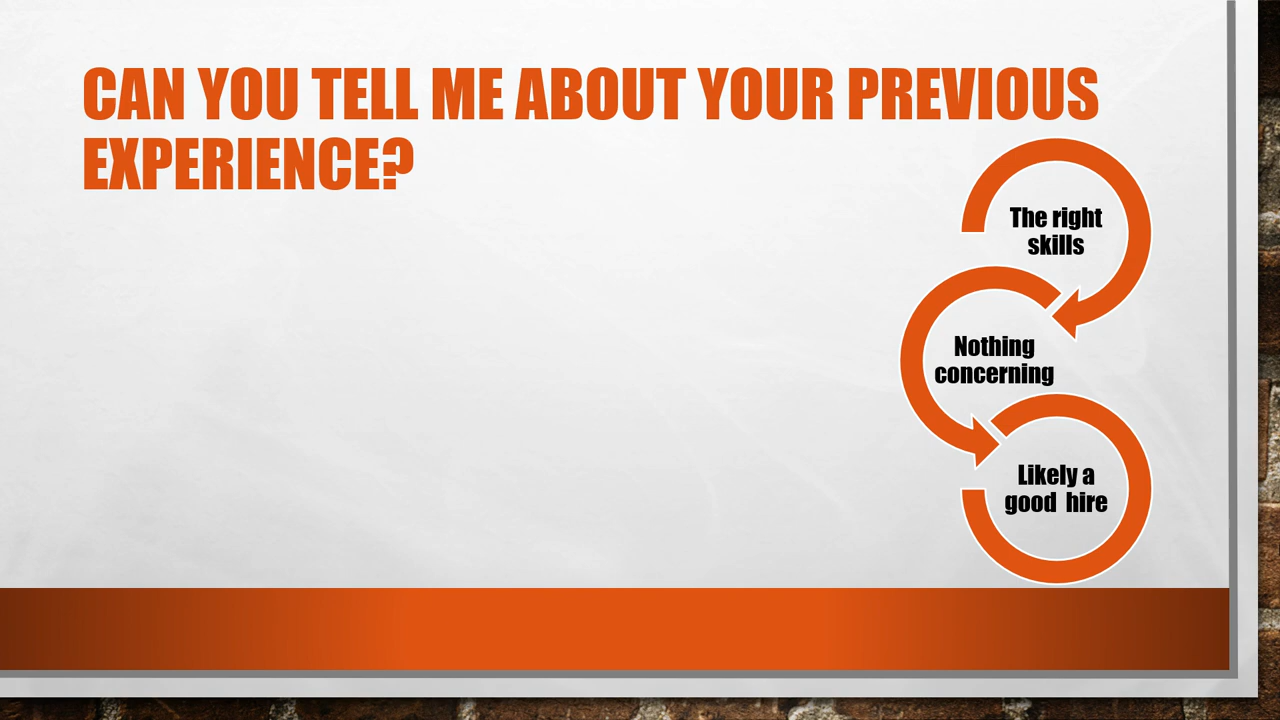 CAN YOU TELL ME ABOUT YOUR PREVIOUS
EXPERIENCE?
The right
skills
Nothing
concerning
Likely a
good  hire